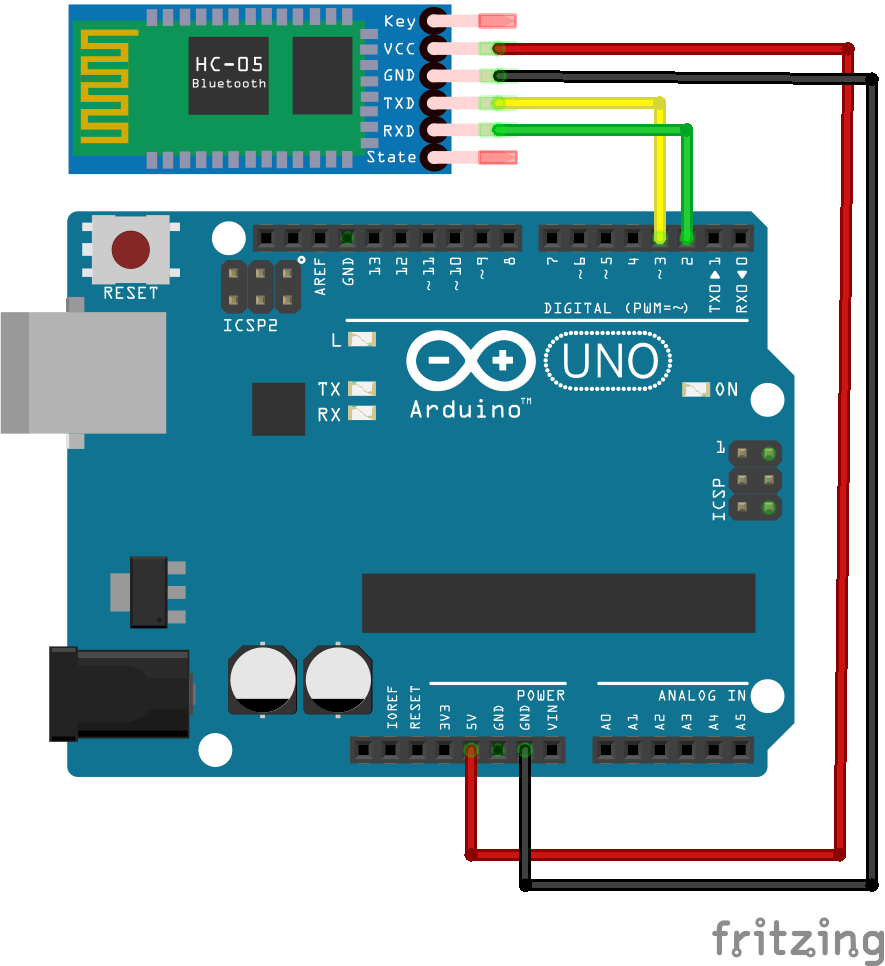 Key
VCC
HC-05
Bluetooth
GND
TXD
RXD
State
RESET
ICSP2
AREF
GND
13
12
~11
~10
~9
8
7
~6
~5
4
~3
2
TX0▶1
RX0◀0
DIGITAL (PWM=~)
L
TX
RX
UNO
Arduino™
ON
1
ICSP
POWER
ANALOG IN
IOREF
RESET
3V3
5V
GND
GND
VIN
A0
A1
A2
A3
A4
A5
fritzing